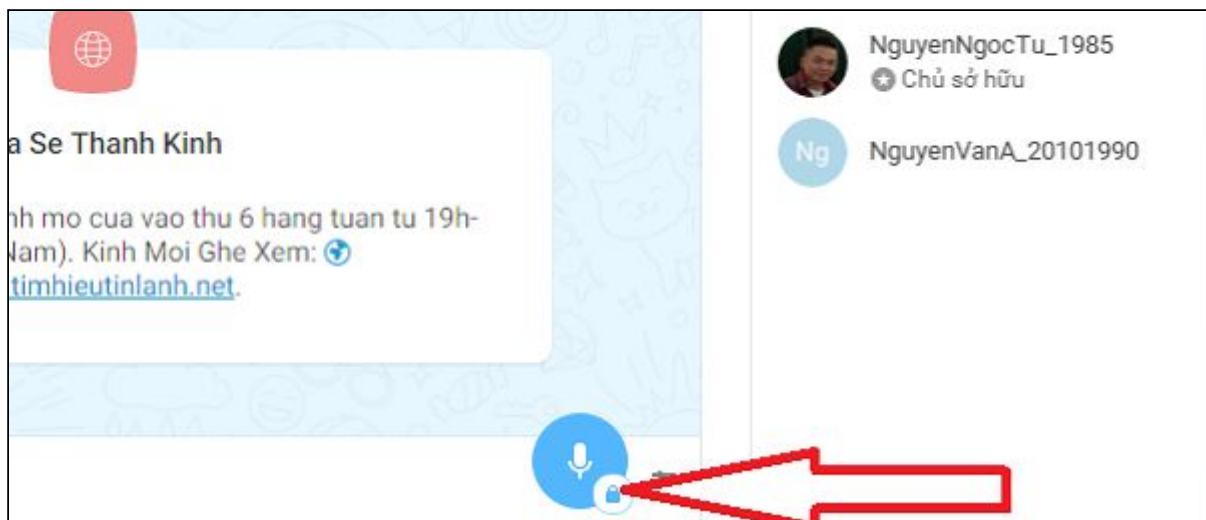 a Se Thanh Kinh
nh mo cua vao thu 6 hang tuan tu 19h-
Nam). Kinh Moi Ghe Xem:
timhieutinlanh.net.
NguyenNgocTu_1985
Chủ sở hữu
Ng
NguyenVanA_20101990